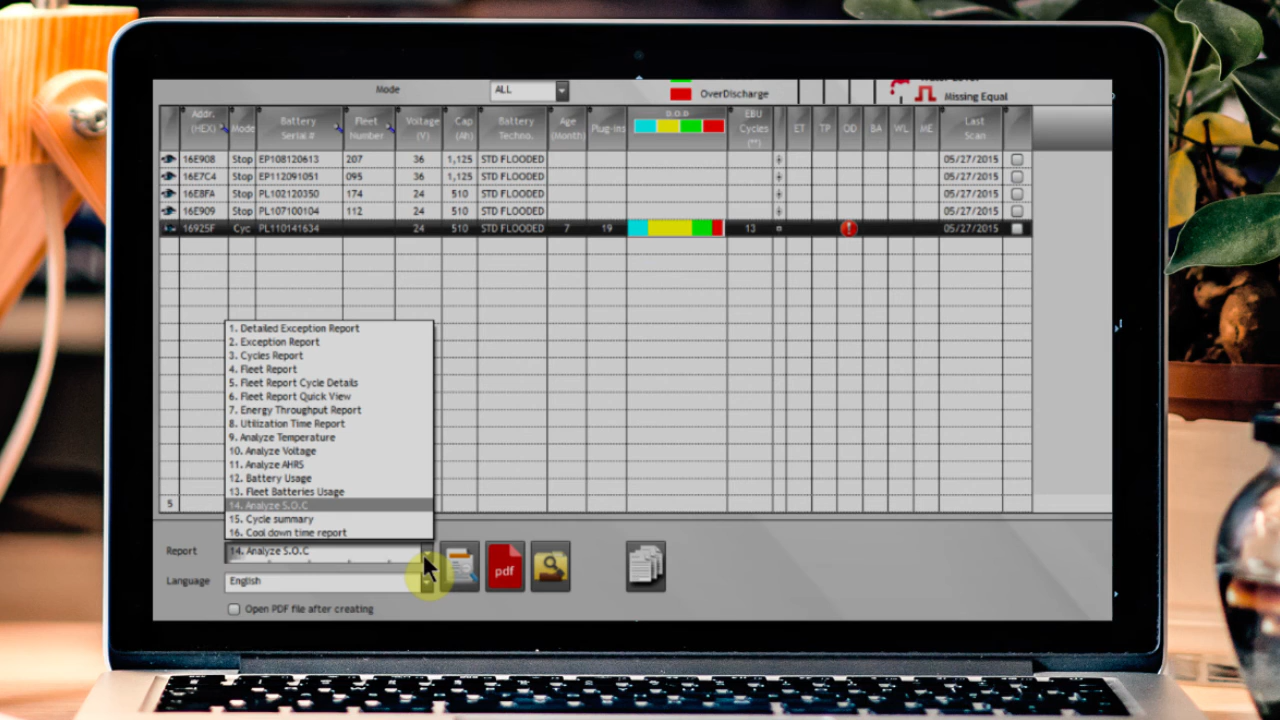 Mode ALL OverDischarge Missing Equal
Addr. (HEX) Mode Battery Serial # Fleet Number Voltage (V) Cap (Ah) Battery Techno. Age (Month) Plug-ins D.O.D EBU Cycles (**) ET TP OD BA WL ME Last Scan
16E908 Stop EP108120613 207 36 1,125 STD FLOODED 05/27/2015
16E7C4 Stop EP112091051 095 36 1,125 STD FLOODED 05/27/2015
16E8FA Stop PL102120350 174 24 510 STD FLOODED 05/27/2015
16E909 Stop PL107100104 112 24 510 STD FLOODED 05/27/2015
16925F Cyc PL110141634 24 510 STD FLOODED 7 19 13 05/27/2015
1. Detailed Exception Report
2. Exception Report
3. Cycles Report
4. Fleet Report
5. Fleet Report Cycle Details
6. Fleet Report Quick View
7. Energy Throughput Report
8. Utilization Time Report
9. Analyze Temperature
10. Analyze Voltage
11. Analyze AHRS
12. Battery Usage
13. Fleet Batteries Usage
5 14. Analyze S.O.C
15. Cycle summary
16. Cool down time report
Report 14. Analyze S.O.C
pdf
Language English
Open PDF file after creating